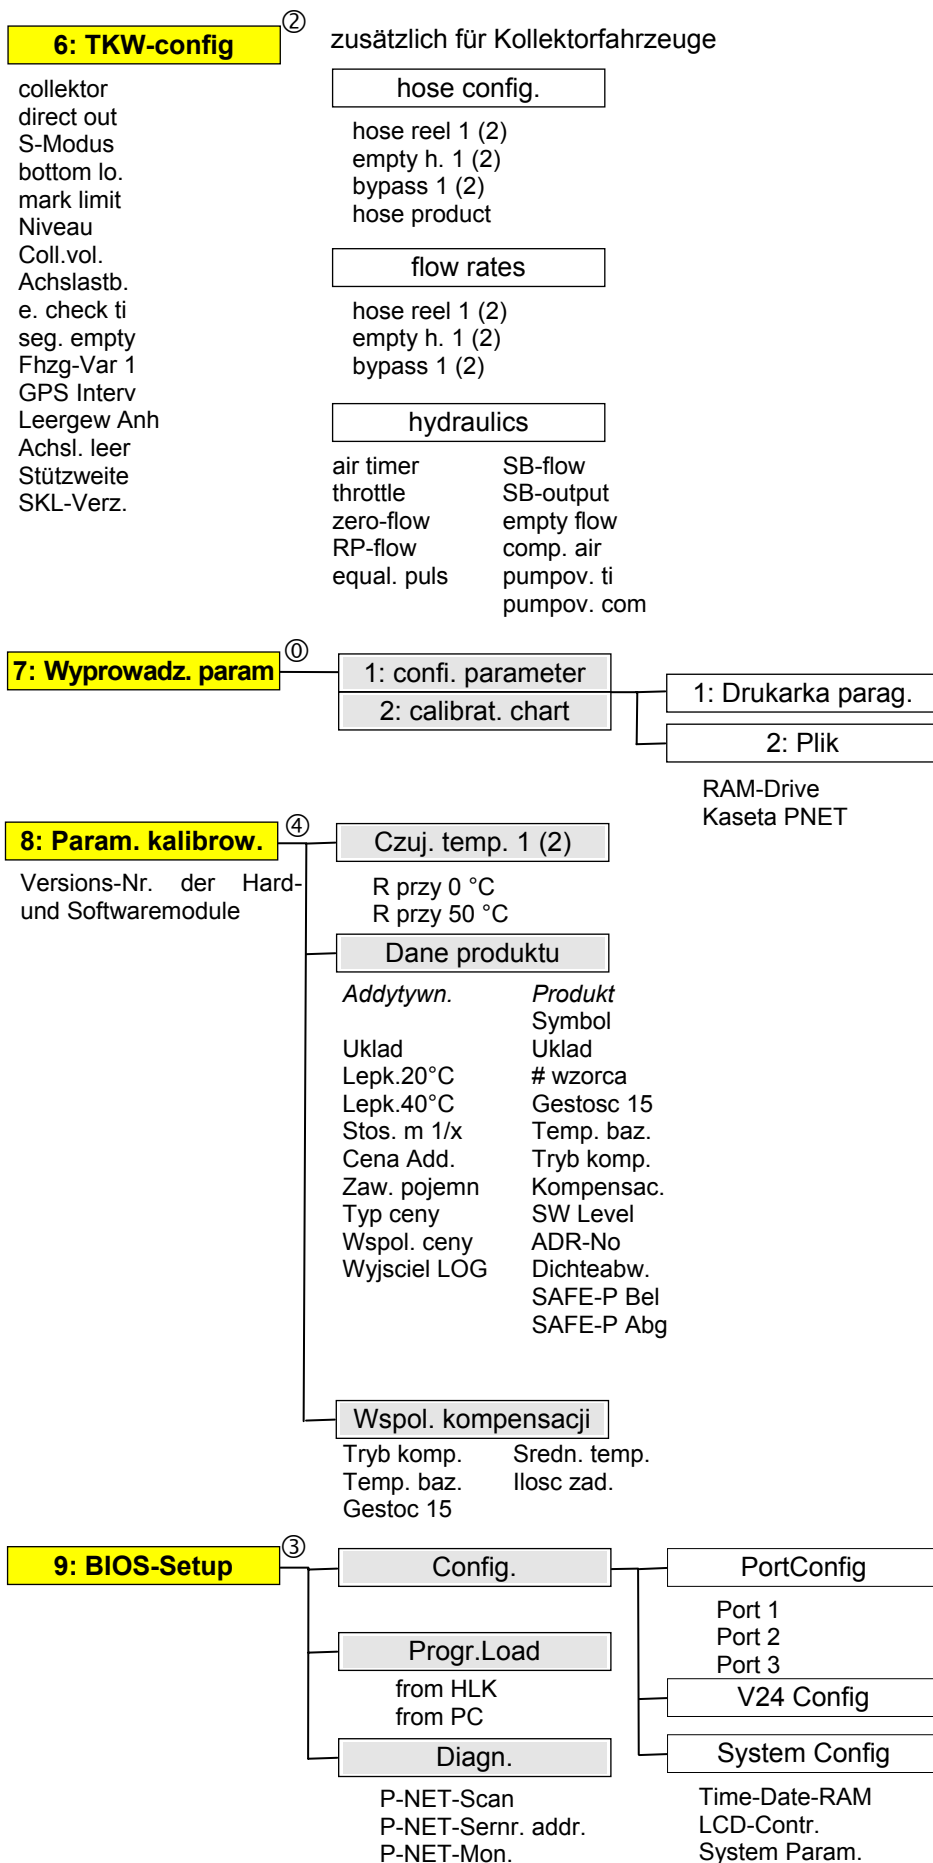 6: TKW-config
②
zusätzlich für Kollektorfahrzeuge
collektor
direct out
S-Modus
bottom lo.
mark limit
Niveau
Coll.vol.
Achslastb.
e. check ti
seg. empty
Fhzg-Var 1
GPS Interv
Leergew Anh
Achsl. leer
Stützweite
SKL-Verz.
hose config.
hose reel 1 (2)
empty h. 1 (2)
bypass 1 (2)
hose product
flow rates
hose reel 1 (2)
empty h. 1 (2)
bypass 1 (2)
hydraulics
air timer
throttle
zero-flow
RP-flow
equal. puls
SB-flow
SB-output
empty flow
comp. air
pumpov. ti
pumpov. com
7: Wyprowadz. param
⓪
1: confi. parameter
2: calibrat. chart
1: Drukarka parag.
2: Plik
RAM-Drive
Kaseta PNET
8: Param. kalibrow.
④
Versions-Nr. der Hard-
und Softwaremodule
Czuj. temp. 1 (2)
R przy 0 °C
R przy 50 °C
Dane produktu
Addytywn.
Uklad
Lepk.20°C
Lepk.40°C
Stos. m 1/x
Cena Add.
Zaw. pojemn
Typ ceny
Wspol. ceny
Wyjsciel LOG
Produkt
Symbol
Uklad
# wzorca
Gestosc 15
Temp. baz.
Tryb komp.
Kompensac.
SW Level
ADR-No
Dichteabw.
SAFE-P Bel
SAFE-P Abg
Wspol. kompensacji
Tryb komp.
Temp. baz.
Gestoc 15
Sredn. temp.
Ilosc zad.
9: BIOS-Setup
③
Config.
Progr.Load
from HLK
from PC
Diagn.
P-NET-Scan
P-NET-Sernr. addr.
P-NET-Mon.
PortConfig
Port 1
Port 2
Port 3
V24 Config
System Config
Time-Date-RAM
LCD-Contr.
System Param.